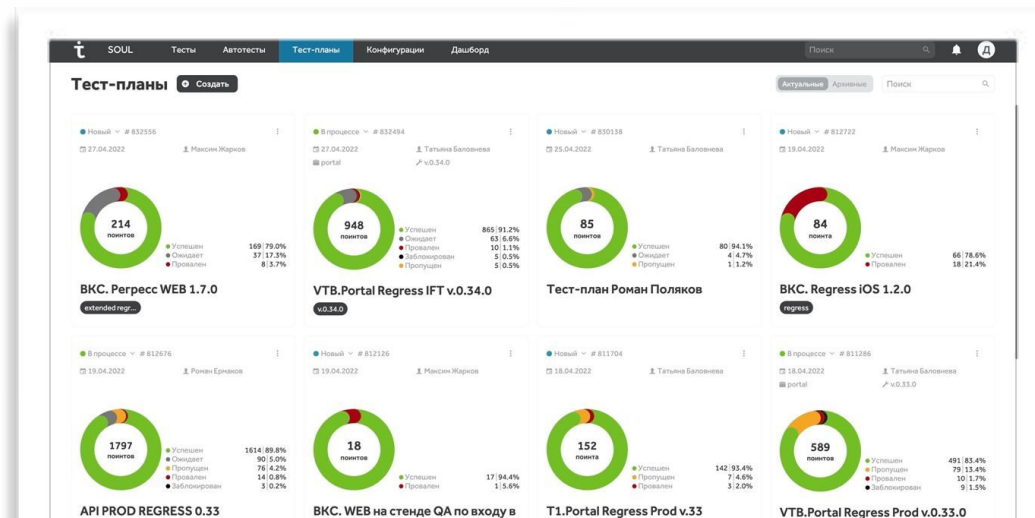 SOUL Тесты Автотесты Тест-планы Конфигурации Дашборд Поиск Д
Тест-планы Создать Актуальные Архивные Поиск
Новый # 832556
27.04.2022 Максим Жарков
214
поинтов
Успешен 169 79.0%
Ожидает 37 17.3%
Провален 8 3.7%
ВКС. Регресс WEB 1.7.0
extended regr...
В процессе # 832494
27.04.2022 Татьяна Баловнева
portal v.0.34.0
948
поинтов
Успешен 865 91.2%
Ожидает 63 6.6%
Провален 10 1.1%
Заблокирован 5 0.5%
Пропущен 5 0.5%
VTB.Portal Regress IFT v.0.34.0
v.0.34.0
Новый # 830138
25.04.2022 Татьяна Баловнева
85
поинтов
Успешен 80 94.1%
Ожидает 4 4.7%
Пропущен 1 1.2%
Тест-план Роман Поляков
Новый # 812722
19.04.2022 Максим Жарков
84
поинта
Успешен 66 78.6%
Провален 18 21.4%
ВКС. Regress iOS 1.2.0
regress
В процессе # 812676
19.04.2022 Роман Ермаков
1797
поинтов
Успешен 1614 89.8%
Ожидает 90 5.0%
Пропущен 76 4.2%
Провален 14 0.8%
Заблокирован 3 0.2%
API PROD REGRESS 0.33
Новый # 812126
19.04.2022 Максим Жарков
18
поинтов
Успешен 17 94.4%
Провален 1 5.6%
ВКС. WEB на стенде QA по входу в
Новый # 811704
18.04.2022 Татьяна Баловнева
152
поинта
Успешен 142 93.4%
Пропущен 7 4.6%
Провален 3 2.0%
T1.Portal Regress Prod v.33
В процессе # 811286
18.04.2022 Татьяна Баловнева
portal v.0.33.0
589
поинтов
Успешен 491 83.4%
Пропущен 79 13.4%
Провален 10 1.7%
Заблокирован 9 1.5%
VTB.Portal Regress Prod v.0.33.0